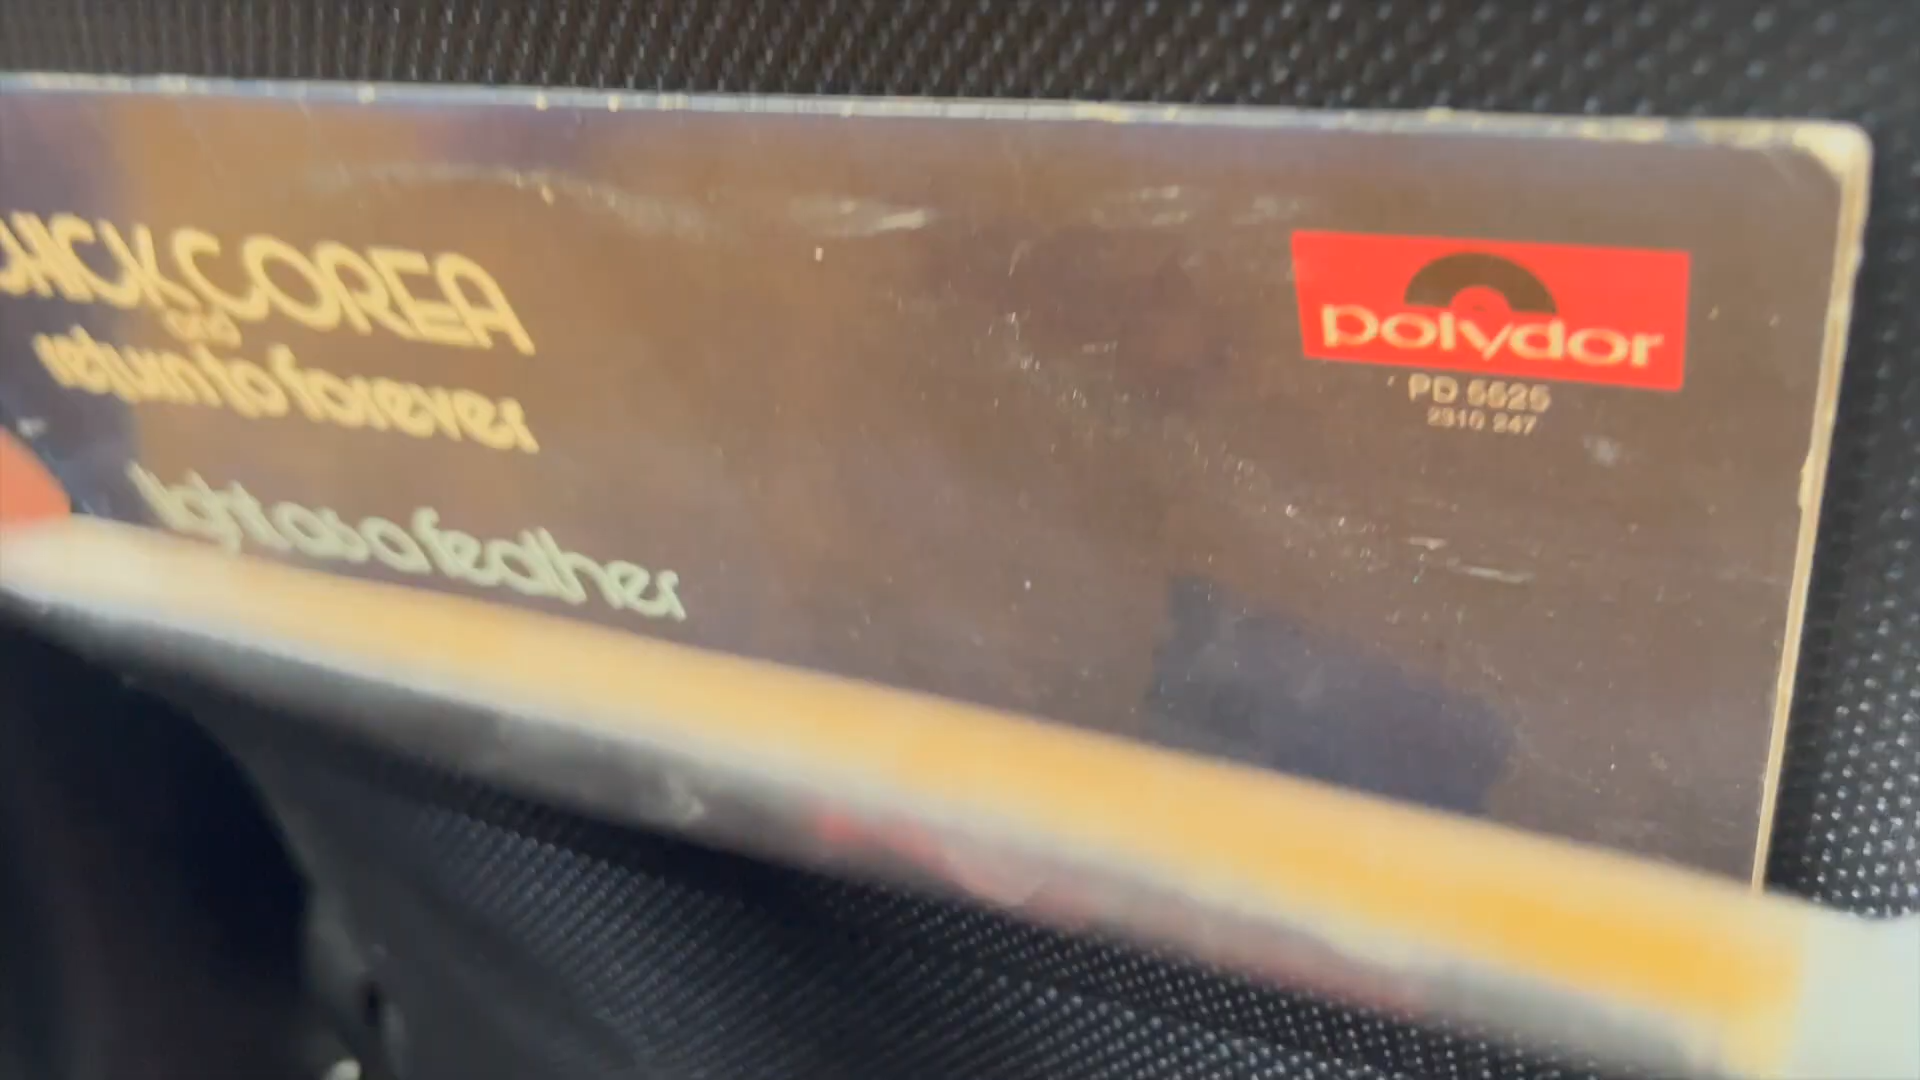 CHICK COREA
and
return to forever
light as a feather
polydor
PD 5525
2310 247